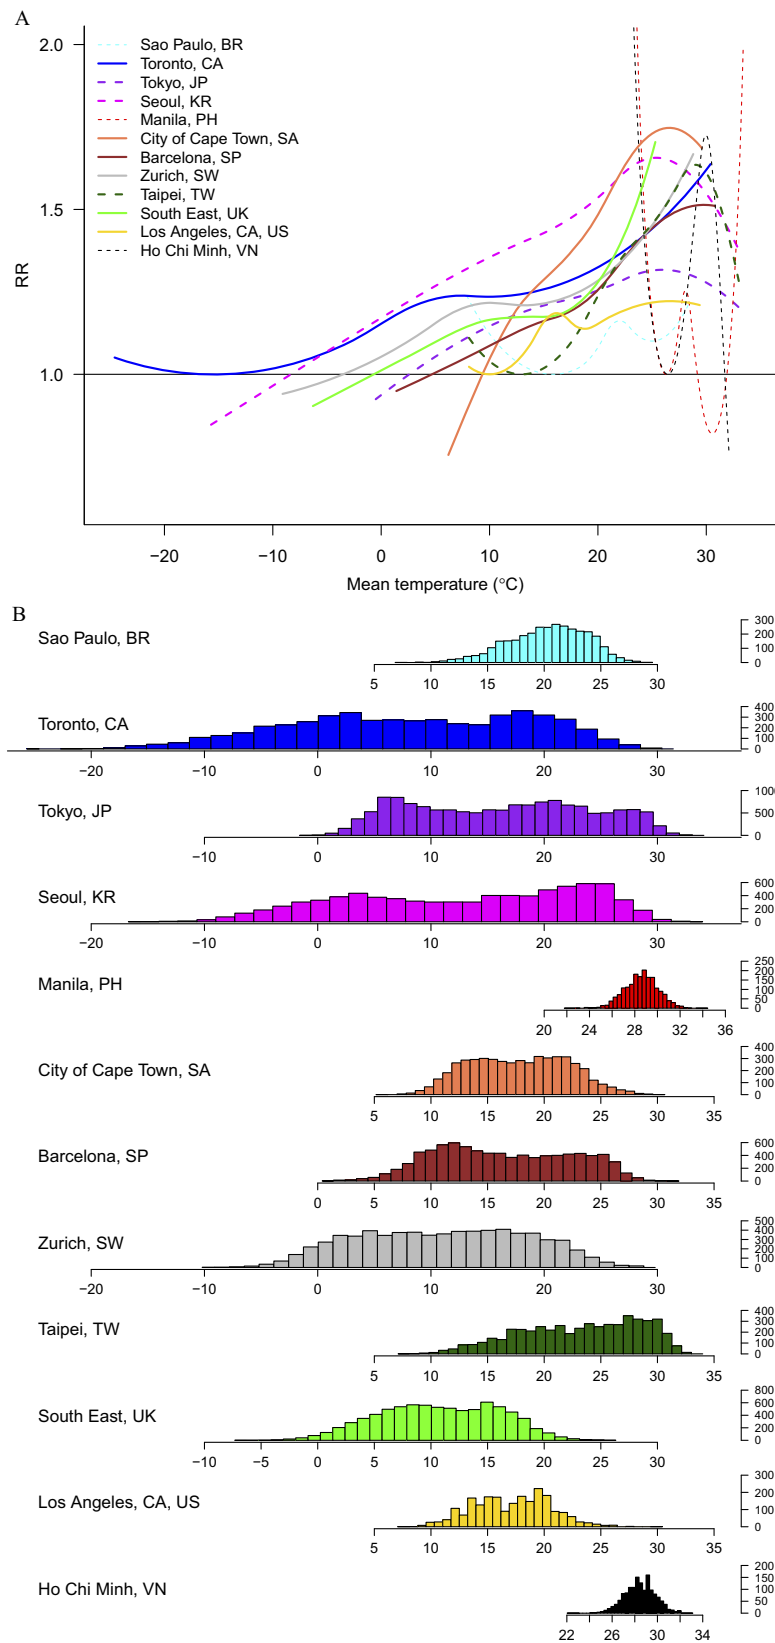 A
Sao Paulo, BR
Toronto, CA
Tokyo, JP
Seoul, KR
Manila, PH
City of Cape Town, SA
Barcelona, SP
Zurich, SW
Taipei, TW
South East, UK
Los Angeles, CA, US
Ho Chi Minh, VN
2.0
1.5
1.0
RR
−20 −10 0 10 20 30
Mean temperature (°C)
B
Sao Paulo, BR
300
200
100
0
5 10 15 20 25 30
Toronto, CA
400
300
200
100
0
−20 −10 0 10 20 30
Tokyo, JP
1000
500
0
−10 0 10 20 30
Seoul, KR
600
400
200
0
−20 −10 0 10 20 30
Manila, PH
250
200
150
100
50
0
20 24 28 32 36
City of Cape Town, SA
400
300
200
100
0
5 10 15 20 25 30 35
Barcelona, SP
600
400
200
0
0 5 10 15 20 25 30 35
Zurich, SW
500
400
300
200
100
0
−20 −10 0 10 20 30
Taipei, TW
400
300
200
100
0
5 10 15 20 25 30 35
South East, UK
800
600
400
200
0
−10 −5 0 5 10 15 20 25 30
Los Angeles, CA, US
300
200
100
0
5 10 15 20 25 30 35
Ho Chi Minh, VN
200
150
100
50
0
22 26 30 34